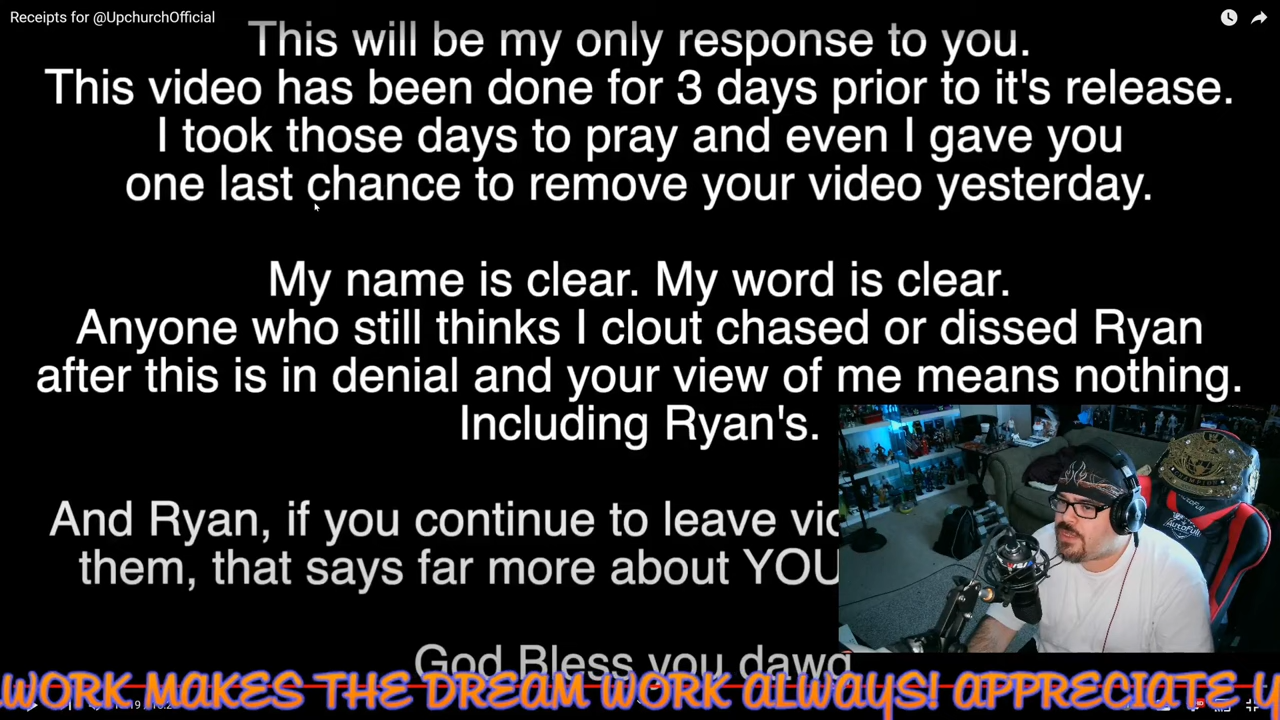 Receipts for @UpchurchOfficial
This will be my only response to you.
This video has been done for 3 days prior to it's release.
I took those days to pray and even I gave you
one last chance to remove your video yesterday.
My name is clear. My word is clear.
Anyone who still thinks I clout chased or dissed Ryan
after this is in denial and your view of me means nothing.
Including Ryan's.
And Ryan, if you continue to leave
them, that says far more about YOU
God Bless you dawg
WORK MAKES THE DREAM WORK ALWAYS! APPRECIATE
AutoFull